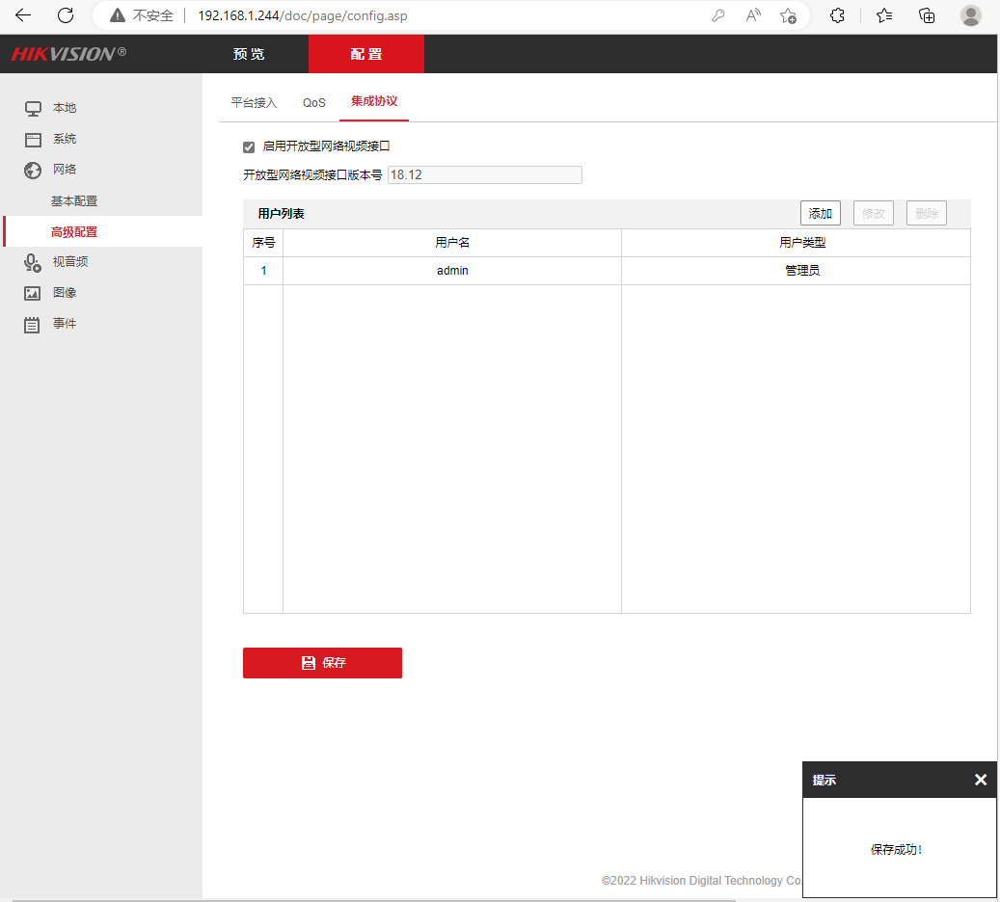 不安全 192.168.1.244/doc/page/config.asp
HIKVISION® 预览 配置
平台接入 QoS 集成协议
本地
系统
网络
基本配置
高级配置
视音频
图像
事件
启用开放型网络视频接口
开放型网络视频接口版本号 18.12
用户列表 添加 修改 删除
序号 用户名 用户类型
1 admin 管理员
保存
提示
保存成功!
©2022 Hikvision Digital Technology Co.